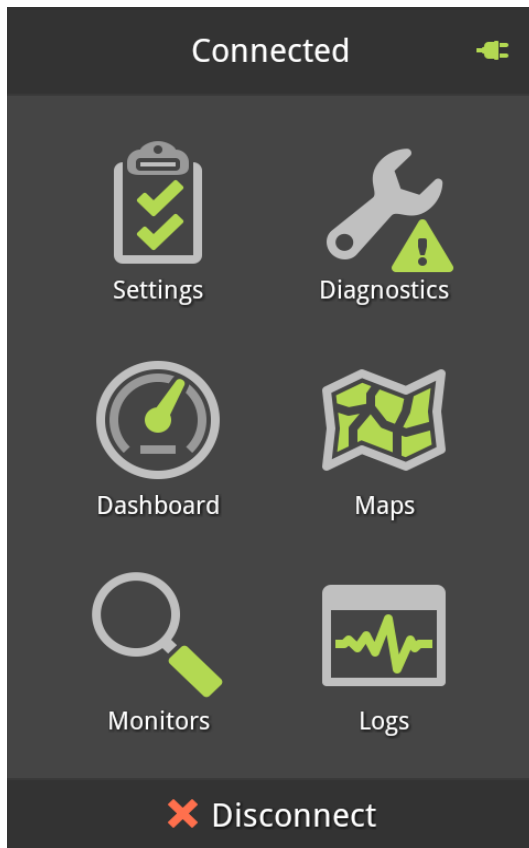 Connected
Settings
Diagnostics
Dashboard
Maps
Monitors
Logs
Disconnect